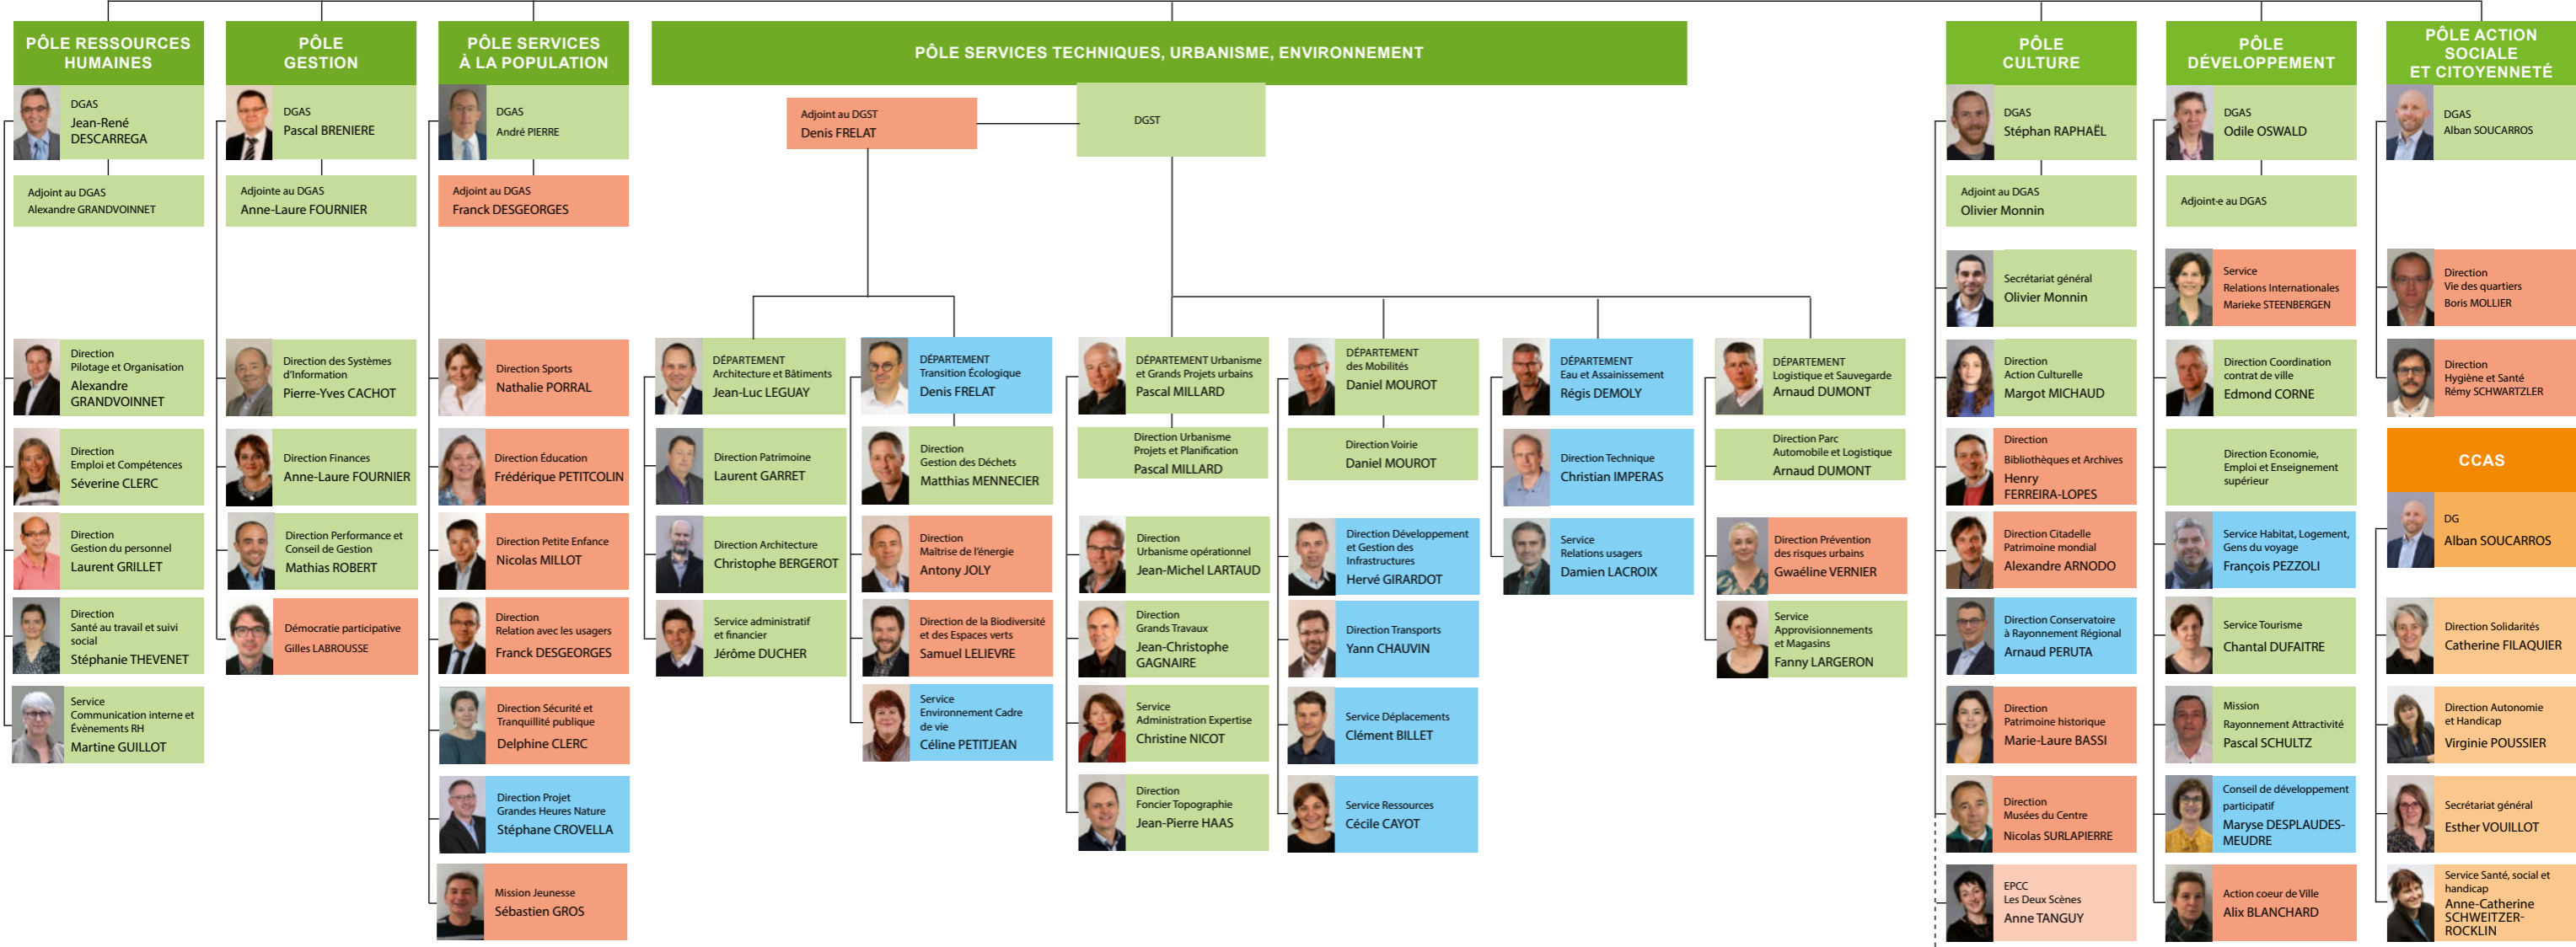 PÔLE RESSOURCES
HUMAINES
DGAS
Jean-René
DESCARREGA
Adjoint au DGAS
Alexandre GRANDVOINNET
Direction
Pilotage et Organisation
Alexandre
GRANDVOINNET
Direction
Emploi et Compétences
Séverine CLERC
Direction
Gestion du personnel
Laurent GRILLET
Direction
Santé au travail et suivi
social
Stéphanie THEVENET
Service
Communication interne et
Évènements RH
Martine GUILLOT
PÔLE
GESTION
DGAS
Pascal BRENIERE
Adjointe au DGAS
Anne-Laure FOURNIER
Direction des Systèmes
d'Information
Pierre-Yves CACHOT
Direction Finances
Anne-Laure FOURNIER
Direction Performance et
Conseil de Gestion
Mathias ROBERT
Démocratie participative
Gilles LABROUSSE
PÔLE SERVICES
À LA POPULATION
DGAS
André PIERRE
Adjoint au DGAS
Franck DESGEORGES
Direction Sports
Nathalie PORRAL
Direction Éducation
Frédérique PETITCOLIN
Direction Petite Enfance
Nicolas MILLOT
Direction
Relation avec les usagers
Franck DESGEORGES
Direction Sécurité et
Tranquillité publique
Delphine CLERC
Direction Projet
Grandes Heures Nature
Stéphane CROVELLA
Mission Jeunesse
Sébastien GROS
PÔLE SERVICES TECHNIQUES, URBANISME, ENVIRONNEMENT
Adjoint au DGST
Denis FRELAT
DGST
DÉPARTEMENT
Architecture et Bâtiments
Jean-Luc LEGUAY
Direction Patrimoine
Laurent GARRET
Direction Architecture
Christophe BERGEROT
Service administratif
et financier
Jérôme DUCHER
DÉPARTEMENT
Transition Écologique
Denis FRELAT
Direction
Gestion des Déchets
Matthias MENNECIER
Direction
Maîtrise de l'énergie
Antony JOLY
Direction de la Biodiversité
et des Espaces verts
Samuel LELIEVRE
Service
Environnement Cadre
de vie
Céline PETITJEAN
DÉPARTEMENT Urbanisme
et Grands Projets urbains
Pascal MILLARD
Direction Urbanisme
Projets et Planification
Pascal MILLARD
Direction
Urbanisme opérationnel
Jean-Michel LARTAUD
Direction
Grands Travaux
Jean-Christophe
GAGNAIRE
Service
Administration Expertise
Christine NICOT
Direction
Foncier Topographie
Jean-Pierre HAAS
DÉPARTEMENT
des Mobilités
Daniel MOUROT
Direction Voirie
Daniel MOUROT
Direction Développement
et Gestion des
Infrastructures
Hervé GIRARDOT
Direction Transports
Yann CHAUVIN
Service Déplacements
Clément BILLET
Service Ressources
Cécile CAYOT
DÉPARTEMENT
Eau et Assainissement
Régis DEMOLY
Direction Technique
Christian IMPERAS
Service
Relations usagers
Damien LACROIX
DÉPARTEMENT
Logistique et Sauvegarde
Arnaud DUMONT
Direction Parc
Automobile et Logistique
Arnaud DUMONT
Direction Prévention
des risques urbains
Gwaéline VERNIER
Service
Approvisionnements
et Magasins
Fanny LARGERON
PÔLE
CULTURE
DGAS
Stéphan RAPHAËL
Adjoint au DGAS
Olivier Monnin
Secrétariat général
Olivier Monnin
Direction
Action Culturelle
Margot MICHAUD
Direction
Bibliothèques et Archives
Henry
FERREIRA-LOPES
Direction Citadelle
Patrimoine mondial
Alexandre ARNODO
Direction Conservatoire
à Rayonnement Régional
Arnaud PERUTA
Direction
Patrimoine historique
Marie-Laure BASSI
Direction
Musées du Centre
Nicolas SURLAPIERRE
EPCC
Les Deux Scènes
Anne TANGUY
PÔLE
DÉVELOPPEMENT
DGAS
Odile OSWALD
Adjoint·e au DGAS
Service
Relations Internationales
Marieke STEENBERGEN
Direction Coordination
contrat de ville
Edmond CORNE
Direction Economie,
Emploi et Enseignement
supérieur
Service Habitat, Logement,
Gens du voyage
François PEZZOLI
Service Tourisme
Chantal DUFAITRE
Mission
Rayonnement Attractivité
Pascal SCHULTZ
Conseil de développement
participatif
Maryse DESPLAUDES-
MEUDRE
Action coeur de Ville
Alix BLANCHARD
PÔLE ACTION
SOCIALE
ET CITOYENNETÉ
DGAS
Alban SOUCARROS
Direction
Vie des quartiers
Boris MOLLIER
Direction
Hygiène et Santé
Rémy SCHWARTZLER
CCAS
DG
Alban SOUCARROS
Direction Solidarités
Catherine FILAQUIER
Direction Autonomie
et Handicap
Virginie POUSSIER
Secrétariat général
Esther VOUILLOT
Service Santé, social et
handicap
Anne-Catherine
SCHWEITZER-
ROCKLIN